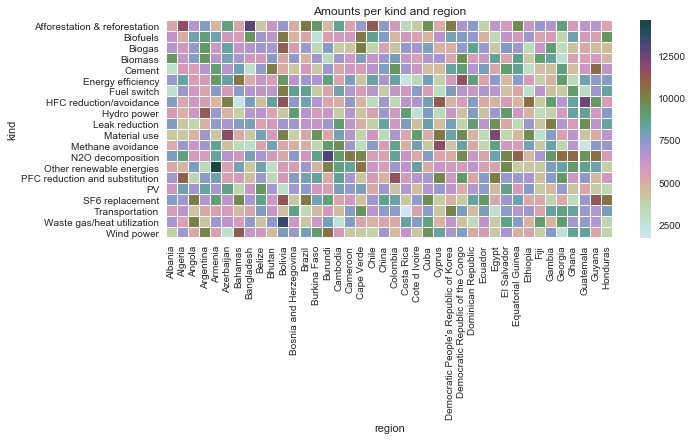 Amounts per kind and region
kind
Afforestation & reforestation
Biofuels
Biogas
Biomass
Cement
Energy efficiency
Fuel switch
HFC reduction/avoidance
Hydro power
Leak reduction
Material use
Methane avoidance
N2O decomposition
Other renewable energies
PFC reduction and substitution
PV
SF6 replacement
Transportation
Waste gas/heat utilization
Wind power
12500
10000
7500
5000
2500
Albania
Algeria
Angola
Argentina
Armenia
Azerbaijan
Bahamas
Bangladesh
Belize
Bhutan
Bolivia
Bosnia and Herzegovina
Brazil
Burkina Faso
Burundi
Cambodia
Cameroon
Cape Verde
Chile
China
Colombia
Costa Rica
Cote d Ivoire
Cuba
Cyprus
Democratic People's Republic of Korea
Democratic Republic of the Congo
Dominican Republic
Ecuador
Egypt
El Salvador
Equatorial Guinea
Ethiopia
Fiji
Gambia
Georgia
Ghana
Guatemala
Guyana
Honduras
region